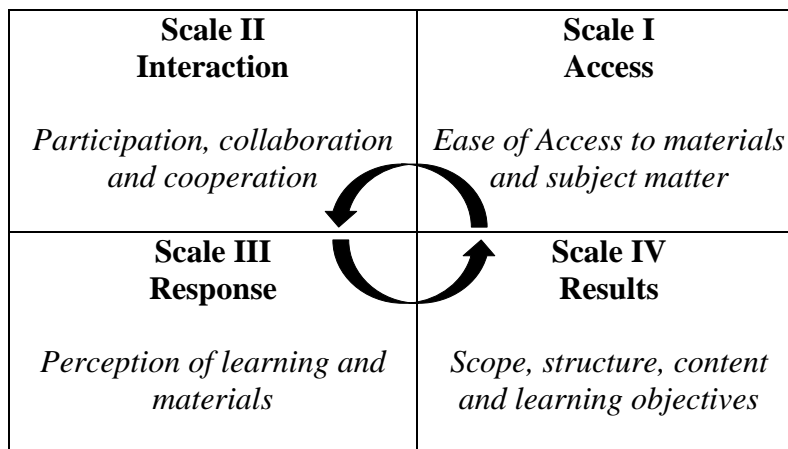 Scale II
Interaction
Participation, collaboration
and cooperation
Scale I
Access
Ease of Access to materials
and subject matter
Scale III
Response
Perception of learning and
materials
Scale IV
Results
Scope, structure, content
and learning objectives